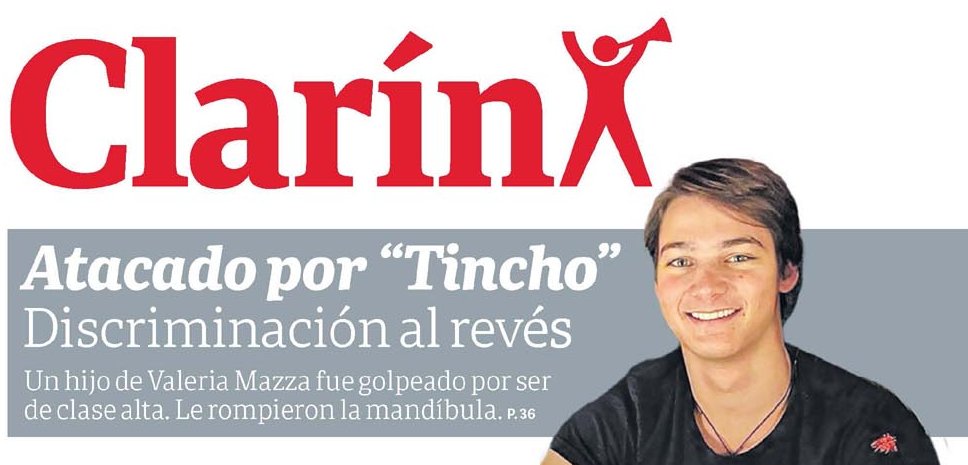 Clarín
Atacado por “Tincho”
Discriminación al revés
Un hijo de Valeria Mazza fue golpeado por ser
de clase alta. Le rompieron la mandíbula. P. 36